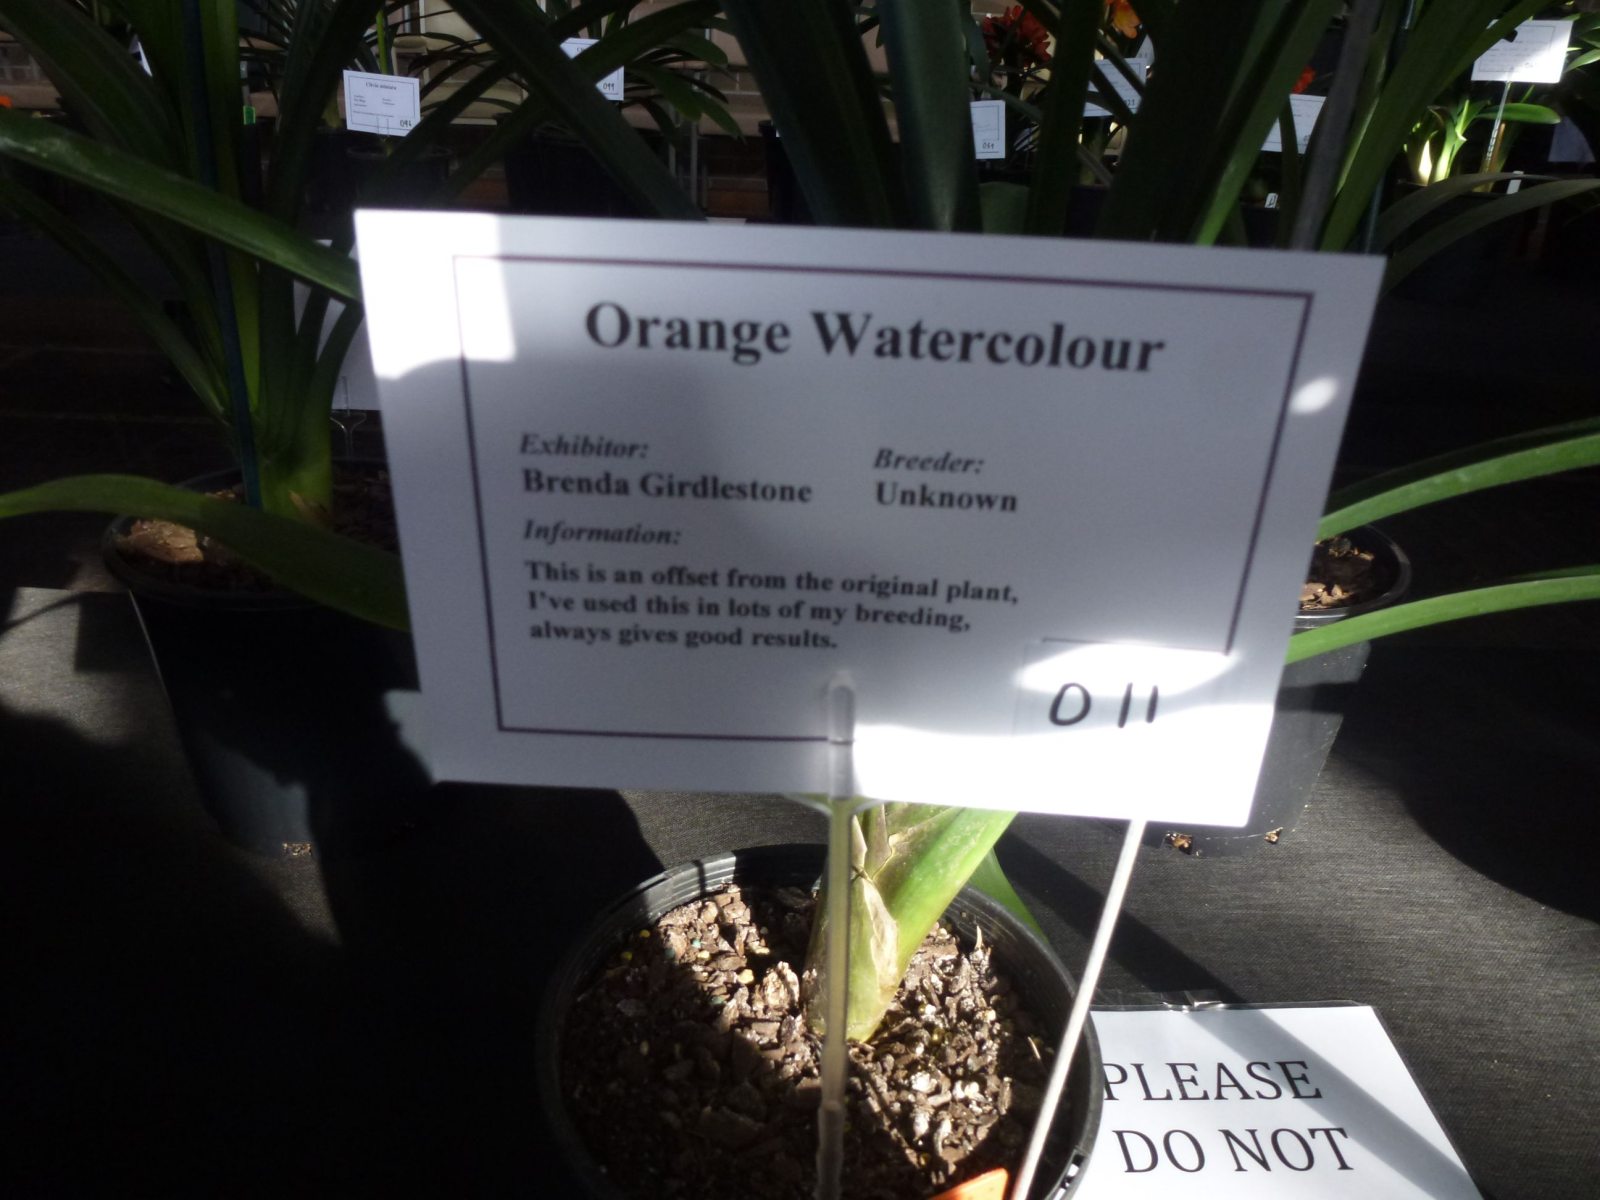 Orange Watercolour
Exhibitor:
Brenda Girdlestone
Breeder:
Unknown
Information:
This is an offset from the original plant,
I've used this in lots of my breeding,
always gives good results.
011
PLEASE
DO NOT